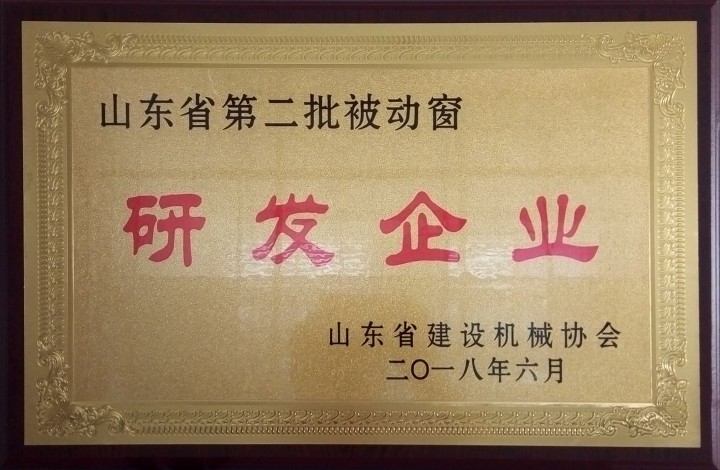 山东省第二批被动窗
研发企业
山东省建设机械协会
二〇一八年六月